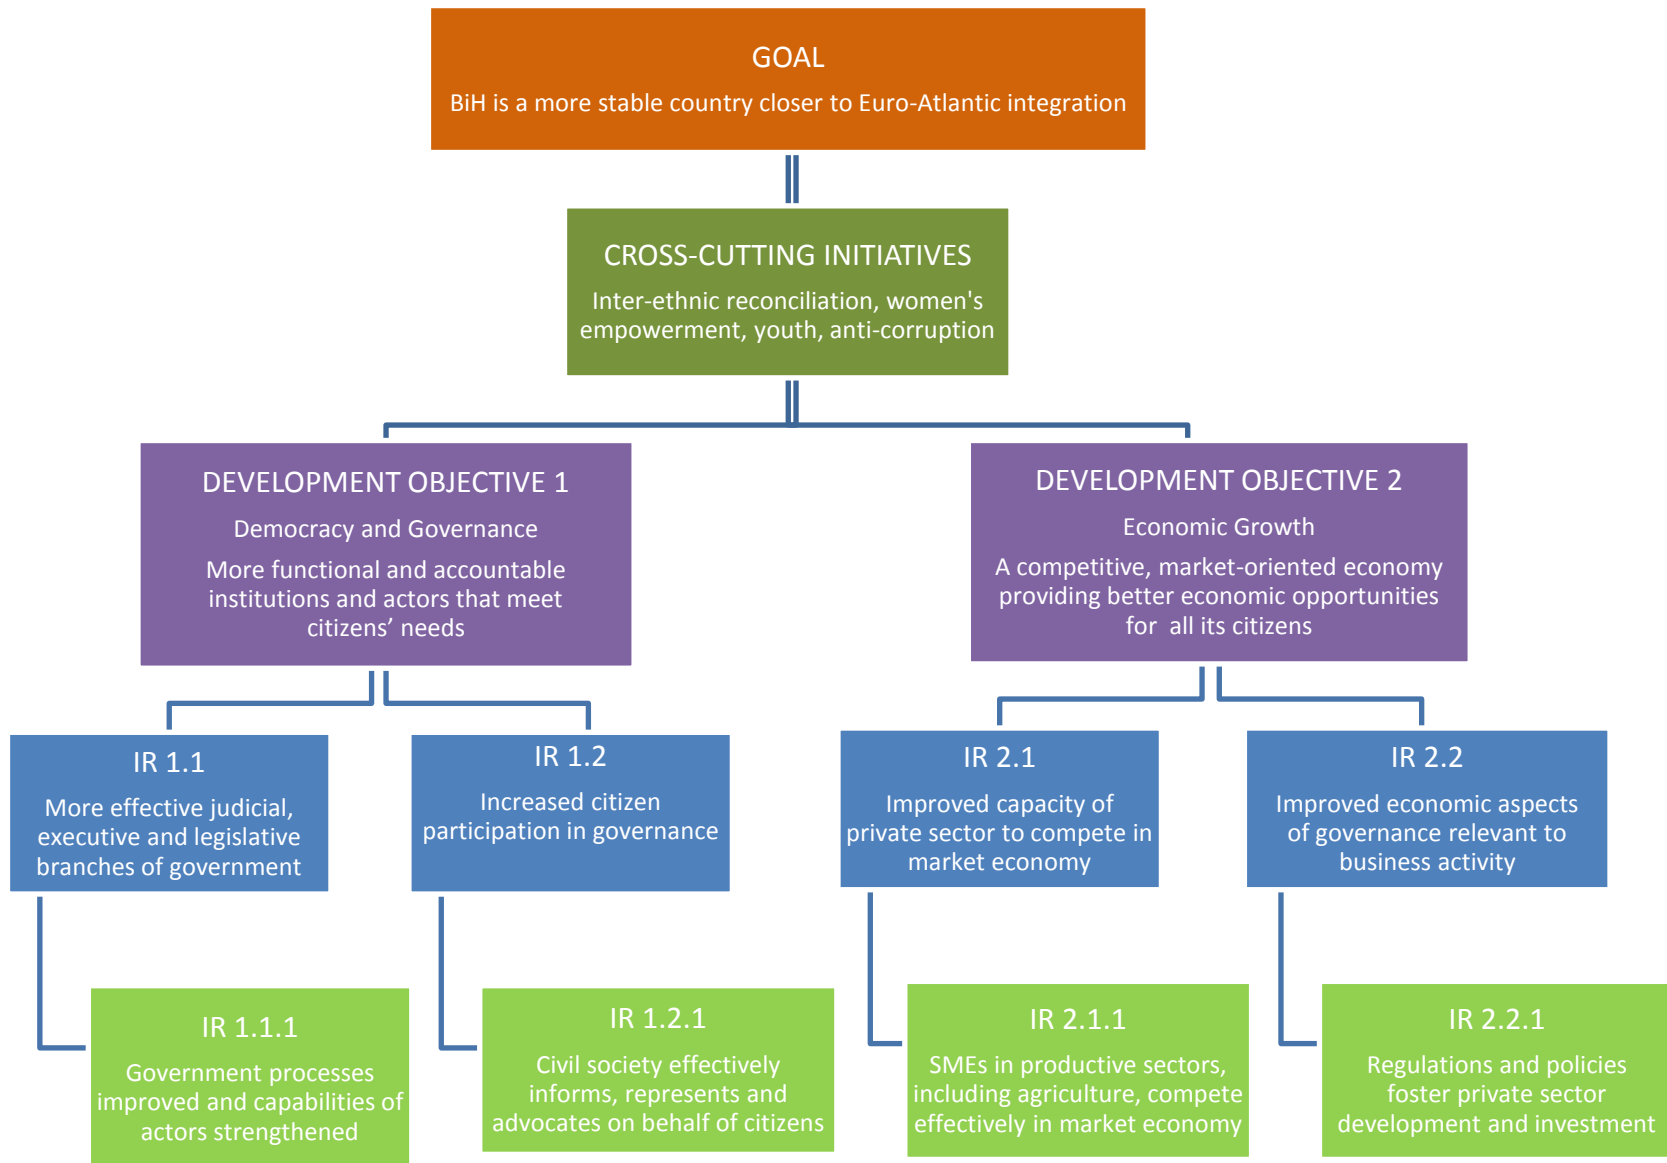 GOAL
BiH is a more stable country closer to Euro-Atlantic integration
CROSS-CUTTING INITIATIVES
Inter-ethnic reconciliation, women's
empowerment, youth, anti-corruption
DEVELOPMENT OBJECTIVE 1
Democracy and Governance
More functional and accountable
institutions and actors that meet
citizens’ needs
DEVELOPMENT OBJECTIVE 2
Economic Growth
A competitive, market-oriented economy
providing better economic opportunities
for all its citizens
IR 1.1
More effective judicial,
executive and legislative
branches of government
IR 1.2
Increased citizen
participation in governance
IR 2.1
Improved capacity of
private sector to compete in
market economy
IR 2.2
Improved economic aspects
of governance relevant to
business activity
IR 1.1.1
Government processes
improved and capabilities of
actors strengthened
IR 1.2.1
Civil society effectively
informs, represents and
advocates on behalf of citizens
IR 2.1.1
SMEs in productive sectors,
including agriculture, compete
effectively in market economy
IR 2.2.1
Regulations and policies
foster private sector
development and investment